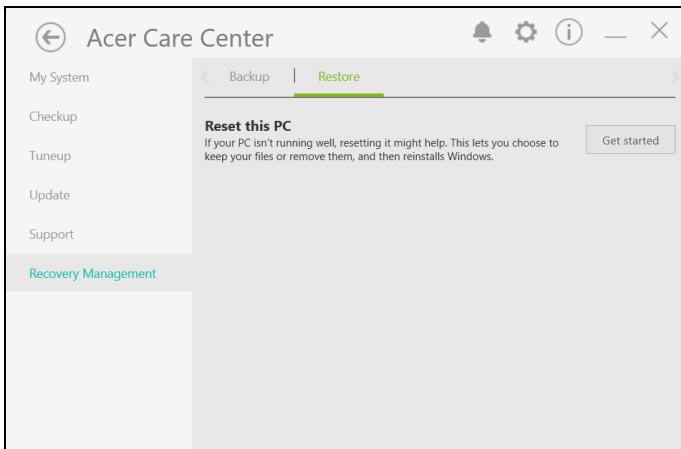 Acer Care Center
My System
Checkup
Tuneup
Update
Support
Recovery Management
Backup | Restore
Reset this PC
If your PC isn't running well, resetting it might help. This lets you choose to
keep your files or remove them, and then reinstalls Windows.
Get started